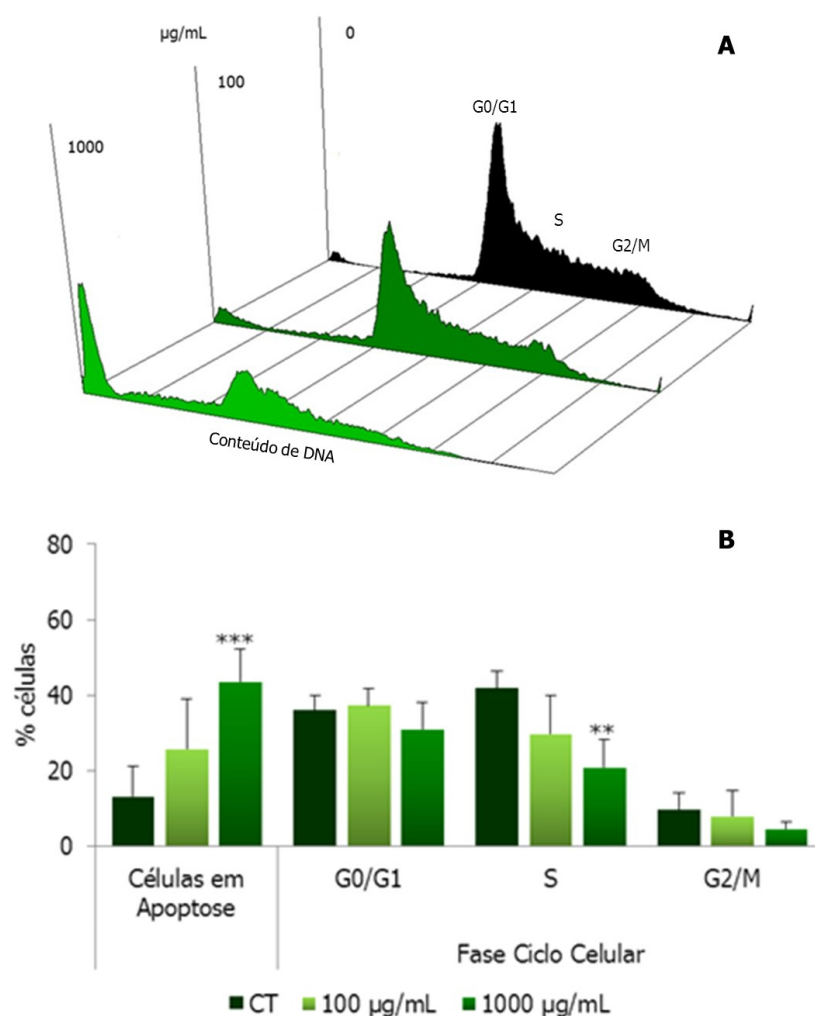 µg/mL
0
A
100
G0/G1
1000
S
G2/M
Conteúdo de DNA
B
80
60
40
20
0
% células
***
**
Células em
Apoptose
G0/G1
S
G2/M
Fase Ciclo Celular
CT
100 µg/mL
1000 µg/mL